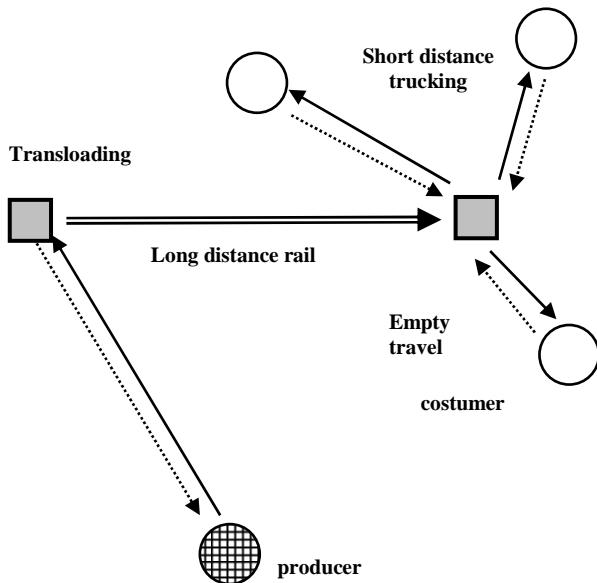 Short distance
trucking
Transloading
Long distance rail
Empty
travel
costumer
producer